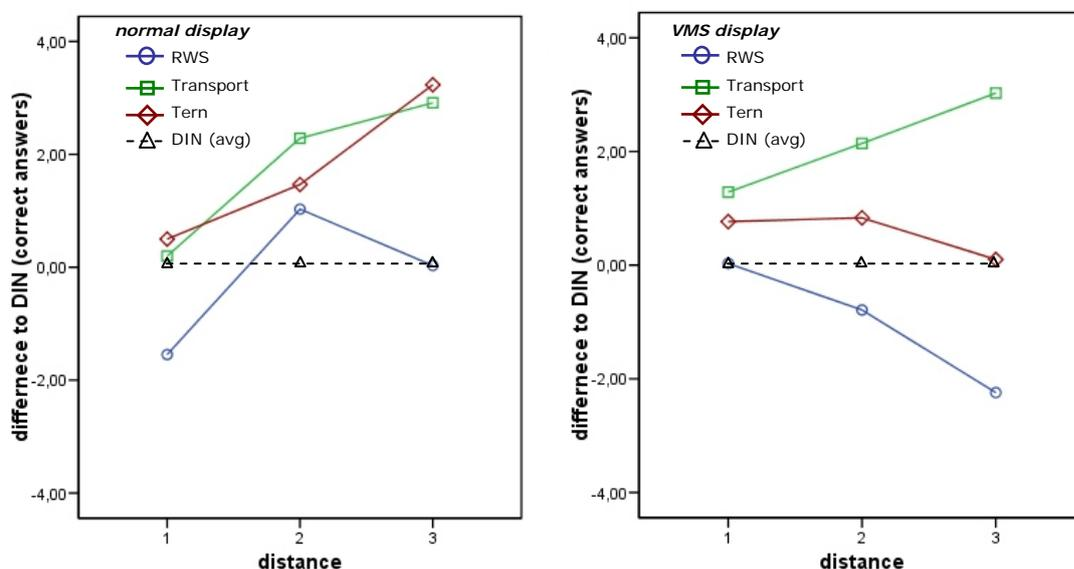 normal display
RWS
Transport
Tern
DIN (avg)
differnece to DIN (correct answers)
4,00
2,00
0,00
-2,00
-4,00
1 2 3
distance
VMS display
RWS
Transport
Tern
DIN (avg)
differnece to DIN (correct answers)
4,00
2,00
0,00
-2,00
-4,00
1 2 3
distance